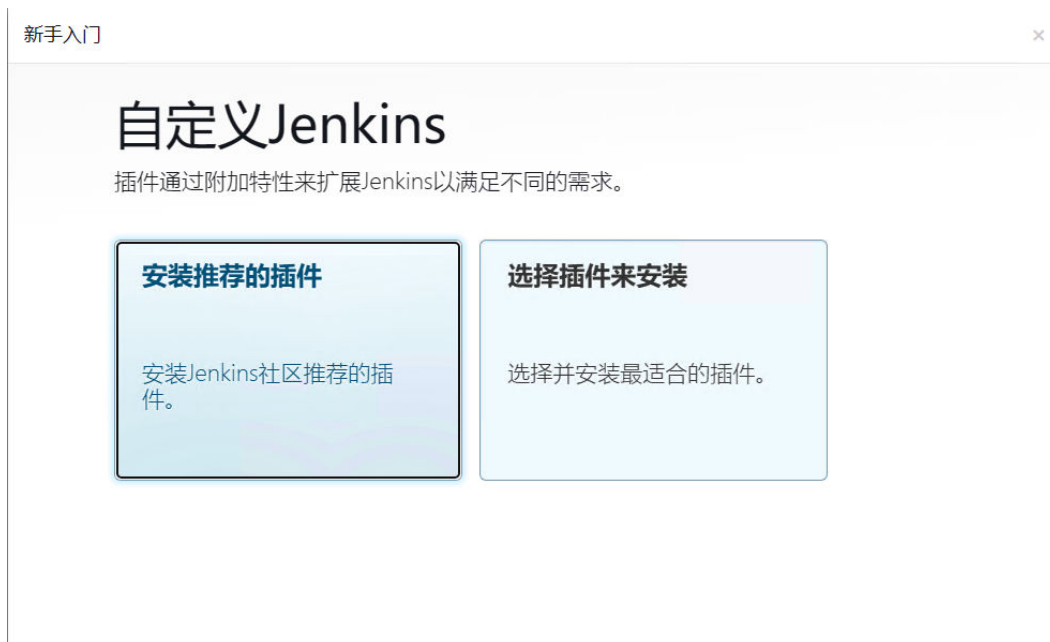 新手入门
×
自定义Jenkins
插件通过附加特性来扩展Jenkins以满足不同的需求。
安装推荐的插件
安装Jenkins社区推荐的插
件。
选择插件来安装
选择并安装最适合的插件。